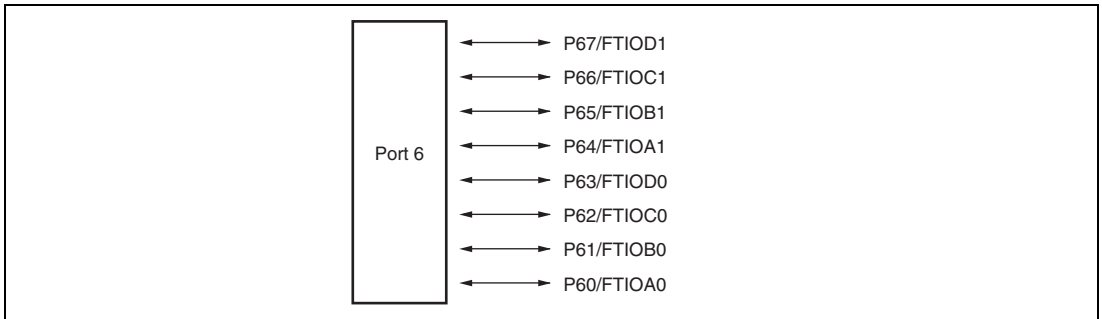 P67/FTIOD1
P66/FTIOC1
P65/FTIOB1
Port 6
P64/FTIOA1
P63/FTIOD0
P62/FTIOC0
P61/FTIOB0
P60/FTIOA0